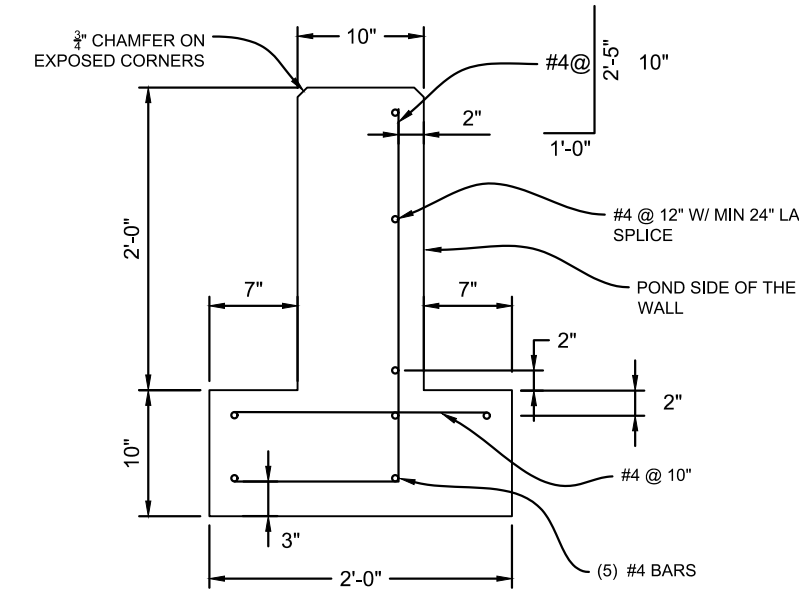 ¾" CHAMFER ON
EXPOSED CORNERS
10"
#4@ 10"
2'-5"
1'-0"
2"
2'-0"
#4 @ 12" W/ MIN 24" LA
SPLICE
7"
7"
POND SIDE OF THE
WALL
2"
2"
10"
#4 @ 10"
3"
(5) #4 BARS
2'-0"